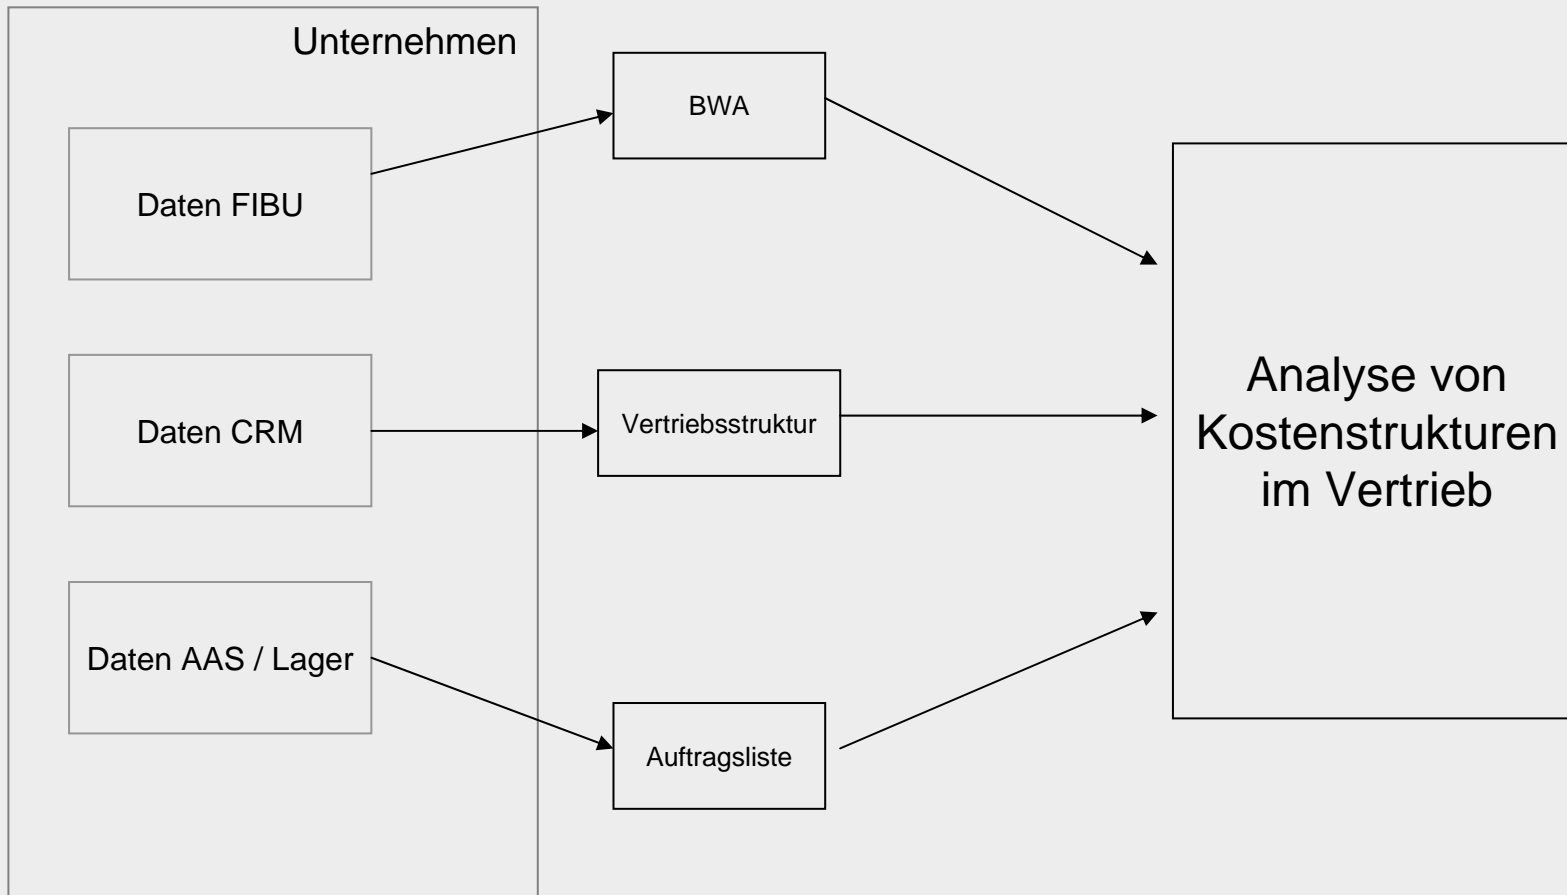 Unternehmen
BWA
Daten FIBU
Daten CRM
Vertriebsstruktur
Analyse von
Kostenstrukturen
im Vertrieb
Daten AAS / Lager
Auftragsliste